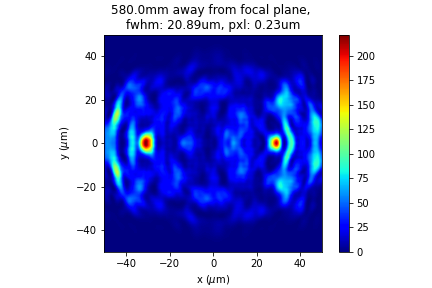 580.0mm away from focal plane,
fwhm: 20.89um, pxl: 0.23um
40
20
0
−20
−40
y (μm)
−40 −20 0 20 40
x (μm)
200
175
150
125
100
75
50
25
0